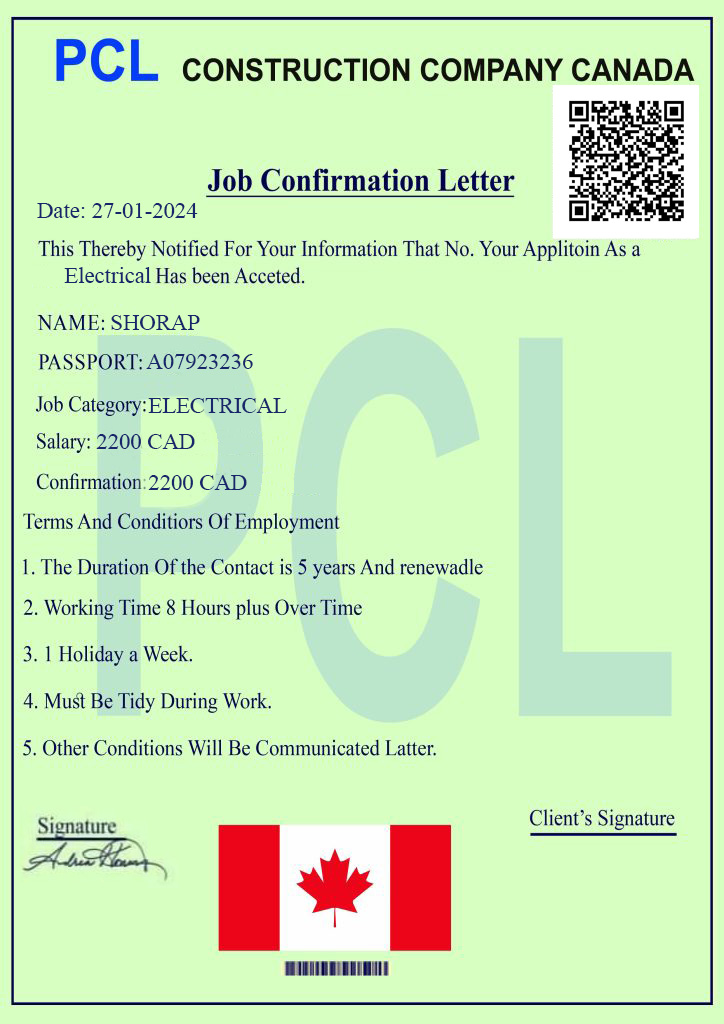 PCL CONSTRUCTION COMPANY CANADA
Job Confirmation Letter
Date: 27-01-2024
This Thereby Notified For Your Information That No. Your Applitoin As a
Electrical Has been Acceted.
NAME: SHORAP
PASSPORT: A07923236
Job Category: ELECTRICAL
Salary: 2200 CAD
Confirmation: 2200 CAD
Terms And Conditiors Of Employment
1. The Duration Of the Contact is 5 years And renewadle
2. Working Time 8 Hours plus Over Time
3. 1 Holiday a Week.
4. Must Be Tidy During Work.
5. Other Conditions Will Be Communicated Latter.
PCL
Signature
Client's Signature